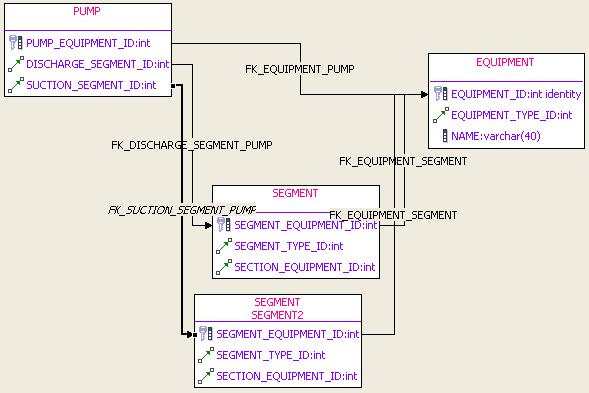 PUMP
PUMP_EQUIPMENT_ID:int
DISCHARGE_SEGMENT_ID:int
SUCTION_SEGMENT_ID:int
FK_EQUIPMENT_PUMP
EQUIPMENT
EQUIPMENT_ID:int identity
EQUIPMENT_TYPE_ID:int
NAME:varchar(40)
FK_DISCHARGE_SEGMENT_PUMP
FK_EQUIPMENT_SEGMENT
FK_SUCTION_SEGMENT_PUMP
FK_EQUIPMENT_SEGMENT
SEGMENT
SEGMENT_EQUIPMENT_ID:int
SEGMENT_TYPE_ID:int
SECTION_EQUIPMENT_ID:int
SEGMENT
SEGMENT2
SEGMENT_EQUIPMENT_ID:int
SEGMENT_TYPE_ID:int
SECTION_EQUIPMENT_ID:int